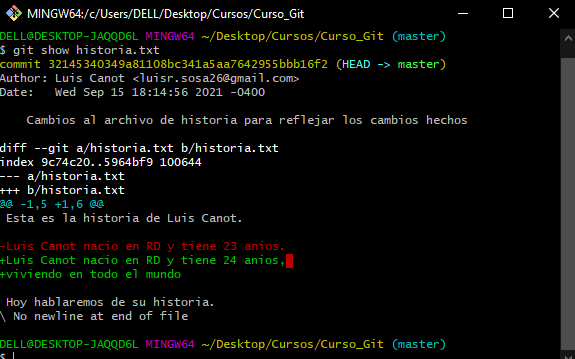 MINGW64:/c/Users/DELL/Desktop/Cursos/Curso_Git
DELL@DESKTOP-JAQQD6L MINGW64 ~/Desktop/Cursos/Curso_Git (master)
$ git show historia.txt
commit 32145340349a81108bc341a5aa7642955bbb16f2 (HEAD -> master)
Author: Luis Canot <luisr.sosa26@gmail.com>
Date:   Wed Sep 15 18:14:56 2021 -0400
    Cambios al archivo de historia para reflejar los cambios hechos
diff --git a/historia.txt b/historia.txt
index 9c74c20..5964bf9 100644
--- a/historia.txt
+++ b/historia.txt
@@ -1,5 +1,6 @@
 Esta es la historia de Luis Canot.
-Luis Canot nacio en RD y tiene 23 anios.
+Luis Canot nacio en RD y tiene 24 anios,
+viviendo en todo el mundo
 Hoy hablaremos de su historia.
\ No newline at end of file
DELL@DESKTOP-JAQQD6L MINGW64 ~/Desktop/Cursos/Curso_Git (master)
$